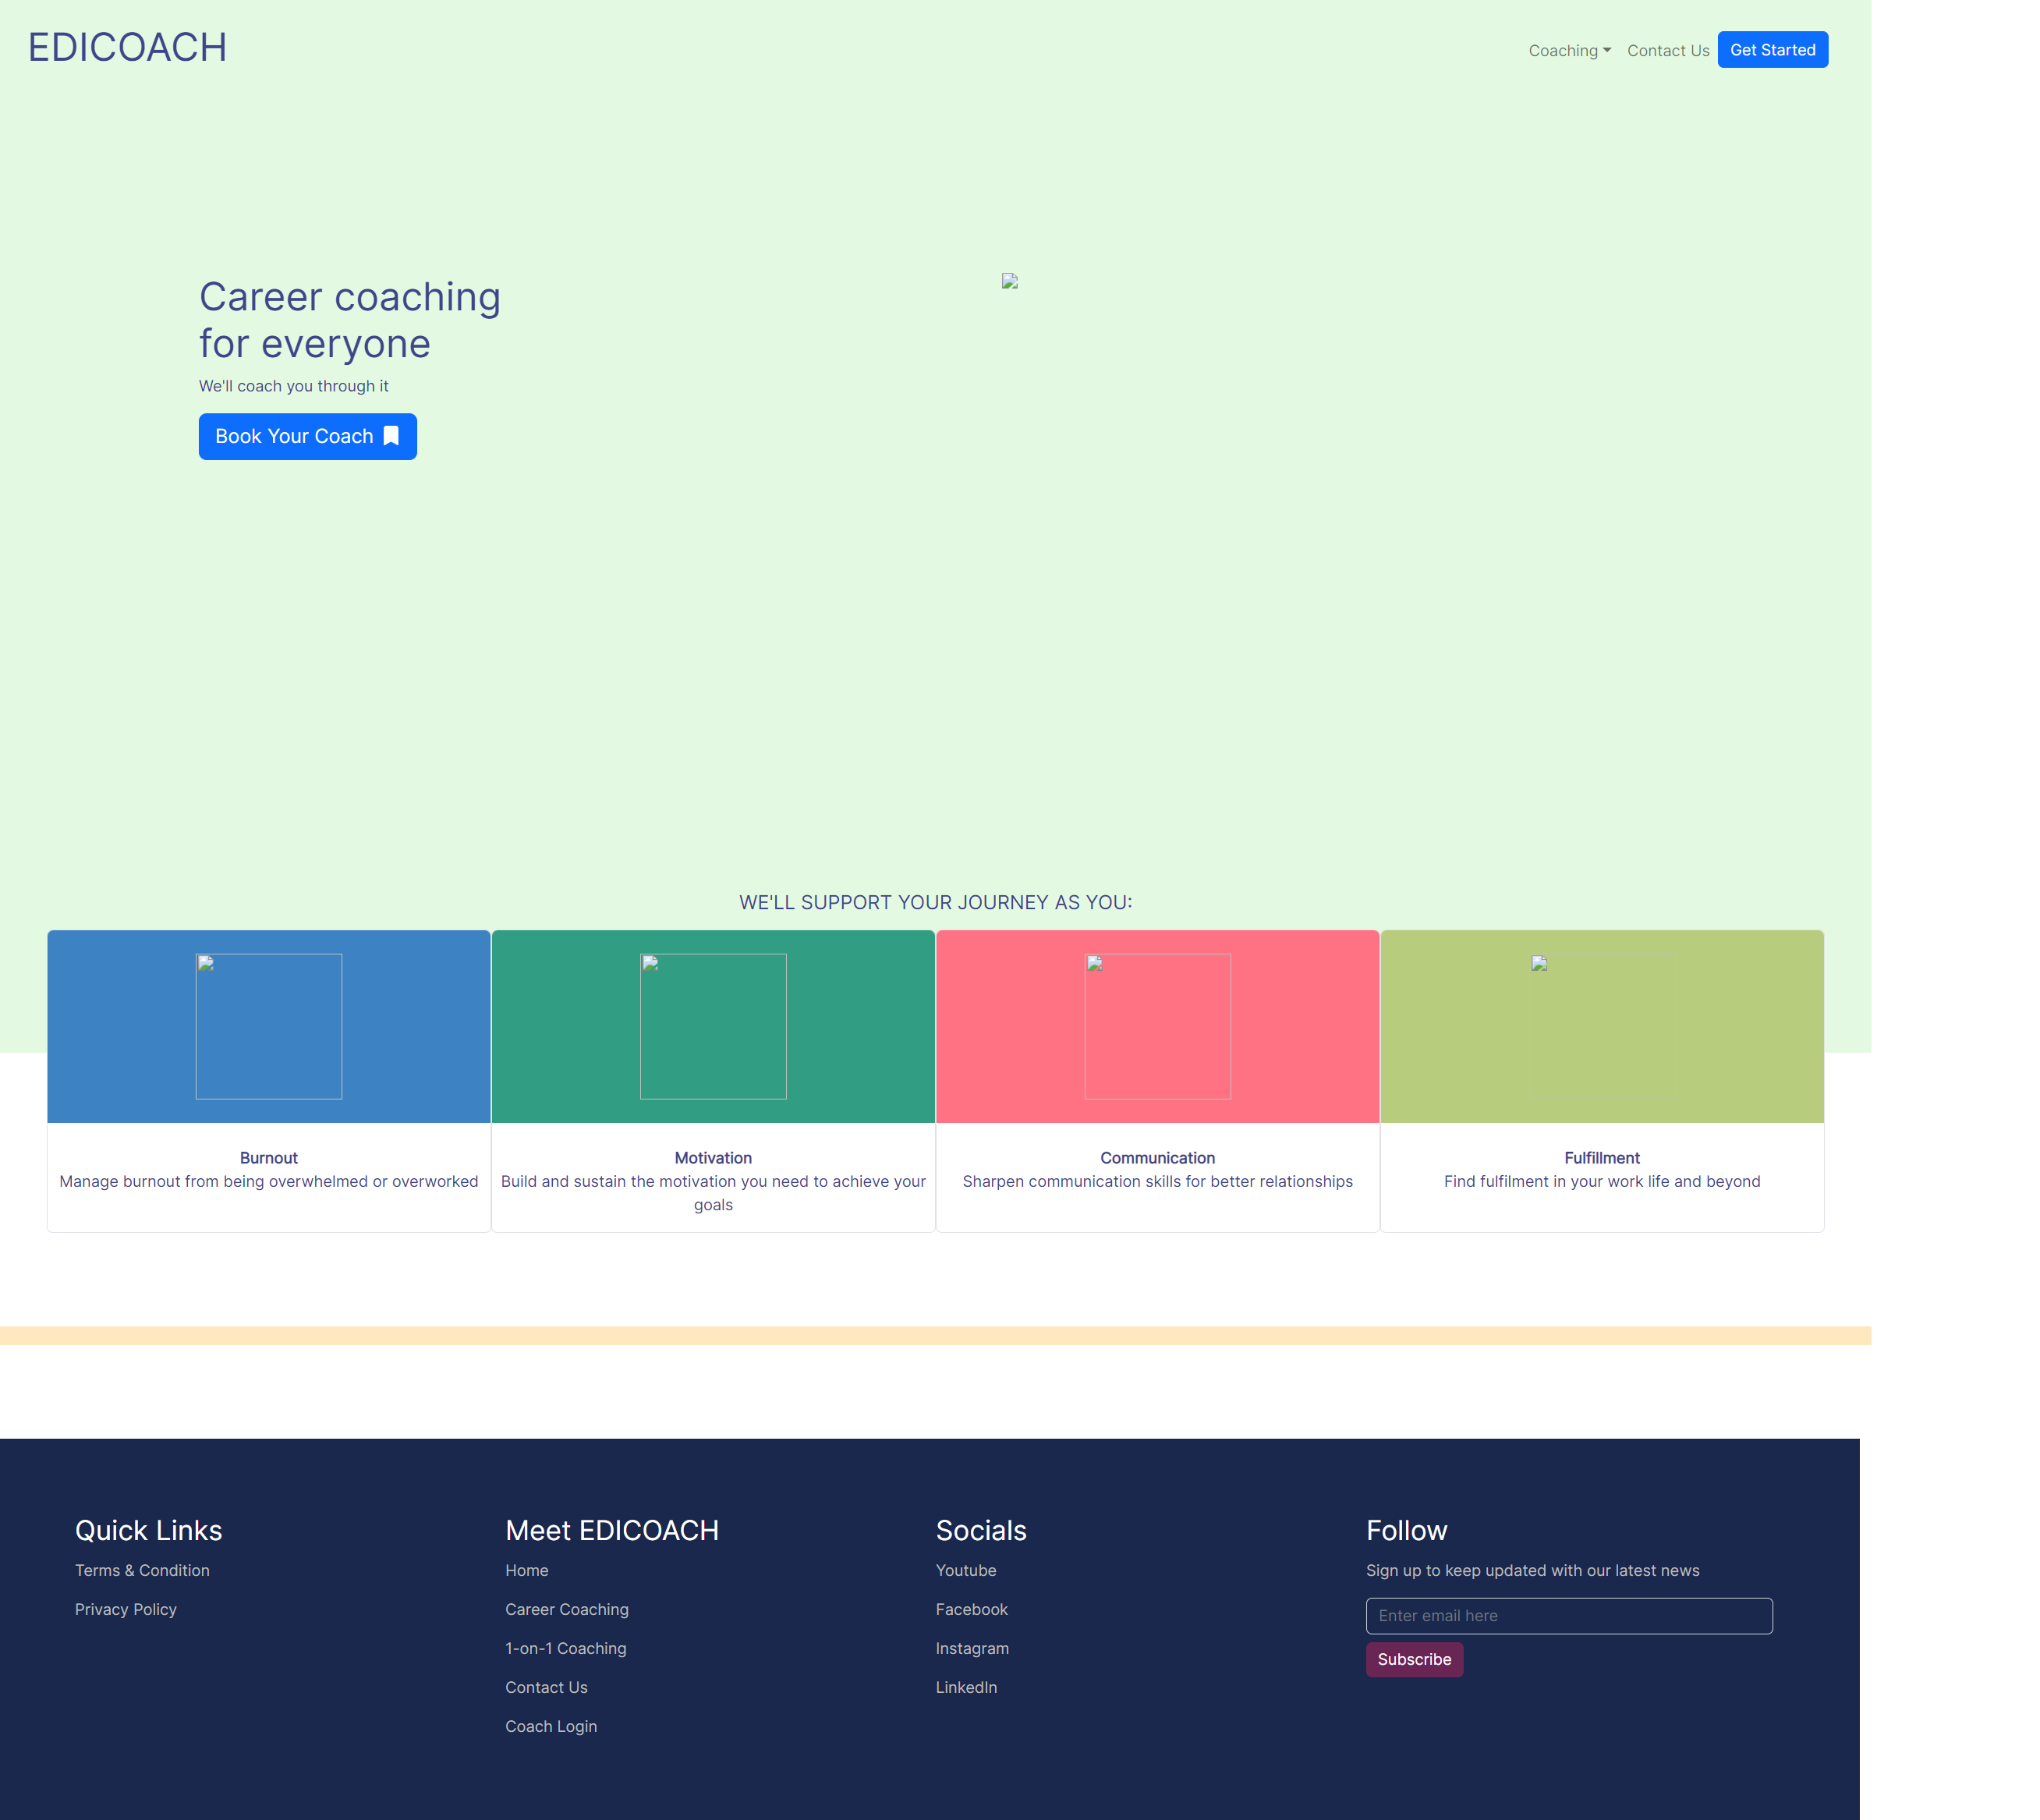 EDICOACH
Coaching
Contact Us
Get Started
Career coaching
for everyone
We'll coach you through it
Book Your Coach
WE'LL SUPPORT YOUR JOURNEY AS YOU:
Burnout
Manage burnout from being overwhelmed or overworked
Motivation
Build and sustain the motivation you need to achieve your
goals
Communication
Sharpen communication skills for better relationships
Fulfillment
Find fulfilment in your work life and beyond
Quick Links
Terms & Condition
Privacy Policy
Meet EDICOACH
Home
Career Coaching
1-on-1 Coaching
Contact Us
Coach Login
Socials
Youtube
Facebook
Instagram
LinkedIn
Follow
Sign up to keep updated with our latest news
Enter email here
Subscribe